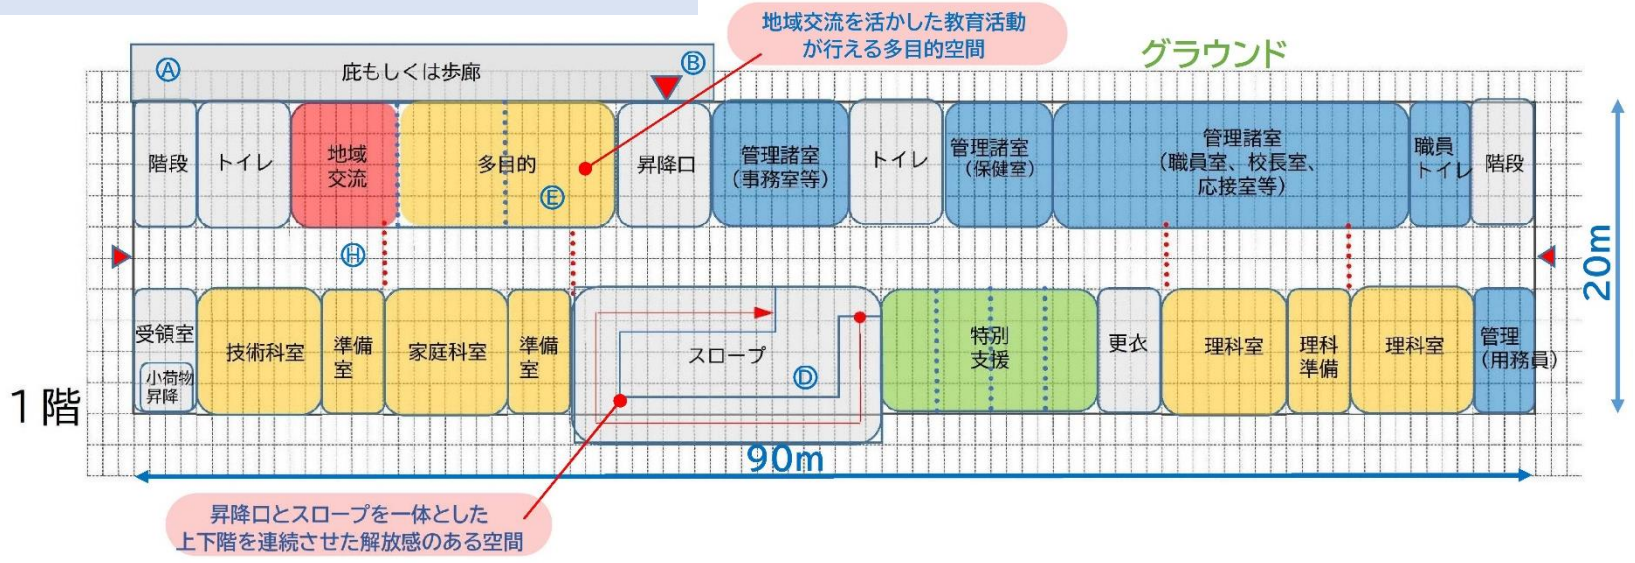 地域交流を活かした教育活動
が行える多目的空間
グラウンド
Ⓐ
庇もしくは歩廊
Ⓑ
階段
トイレ
地域
交流
多目的
Ⓔ
昇降口
管理諸室
（事務室等）
トイレ
管理諸室
（保健室）
管理諸室
（職員室、校長室、
応接室等）
職員
トイレ
階段
Ⓗ
20m
受領室
小荷物
昇降
技術科室
準備
室
家庭科室
準備
室
スロープ
Ⓓ
特別
支援
更衣
理科室
理科
準備
理科室
管理
（用務員）
1階
90m
昇降口とスロープを一体とした
上下階を連続させた解放感のある空間